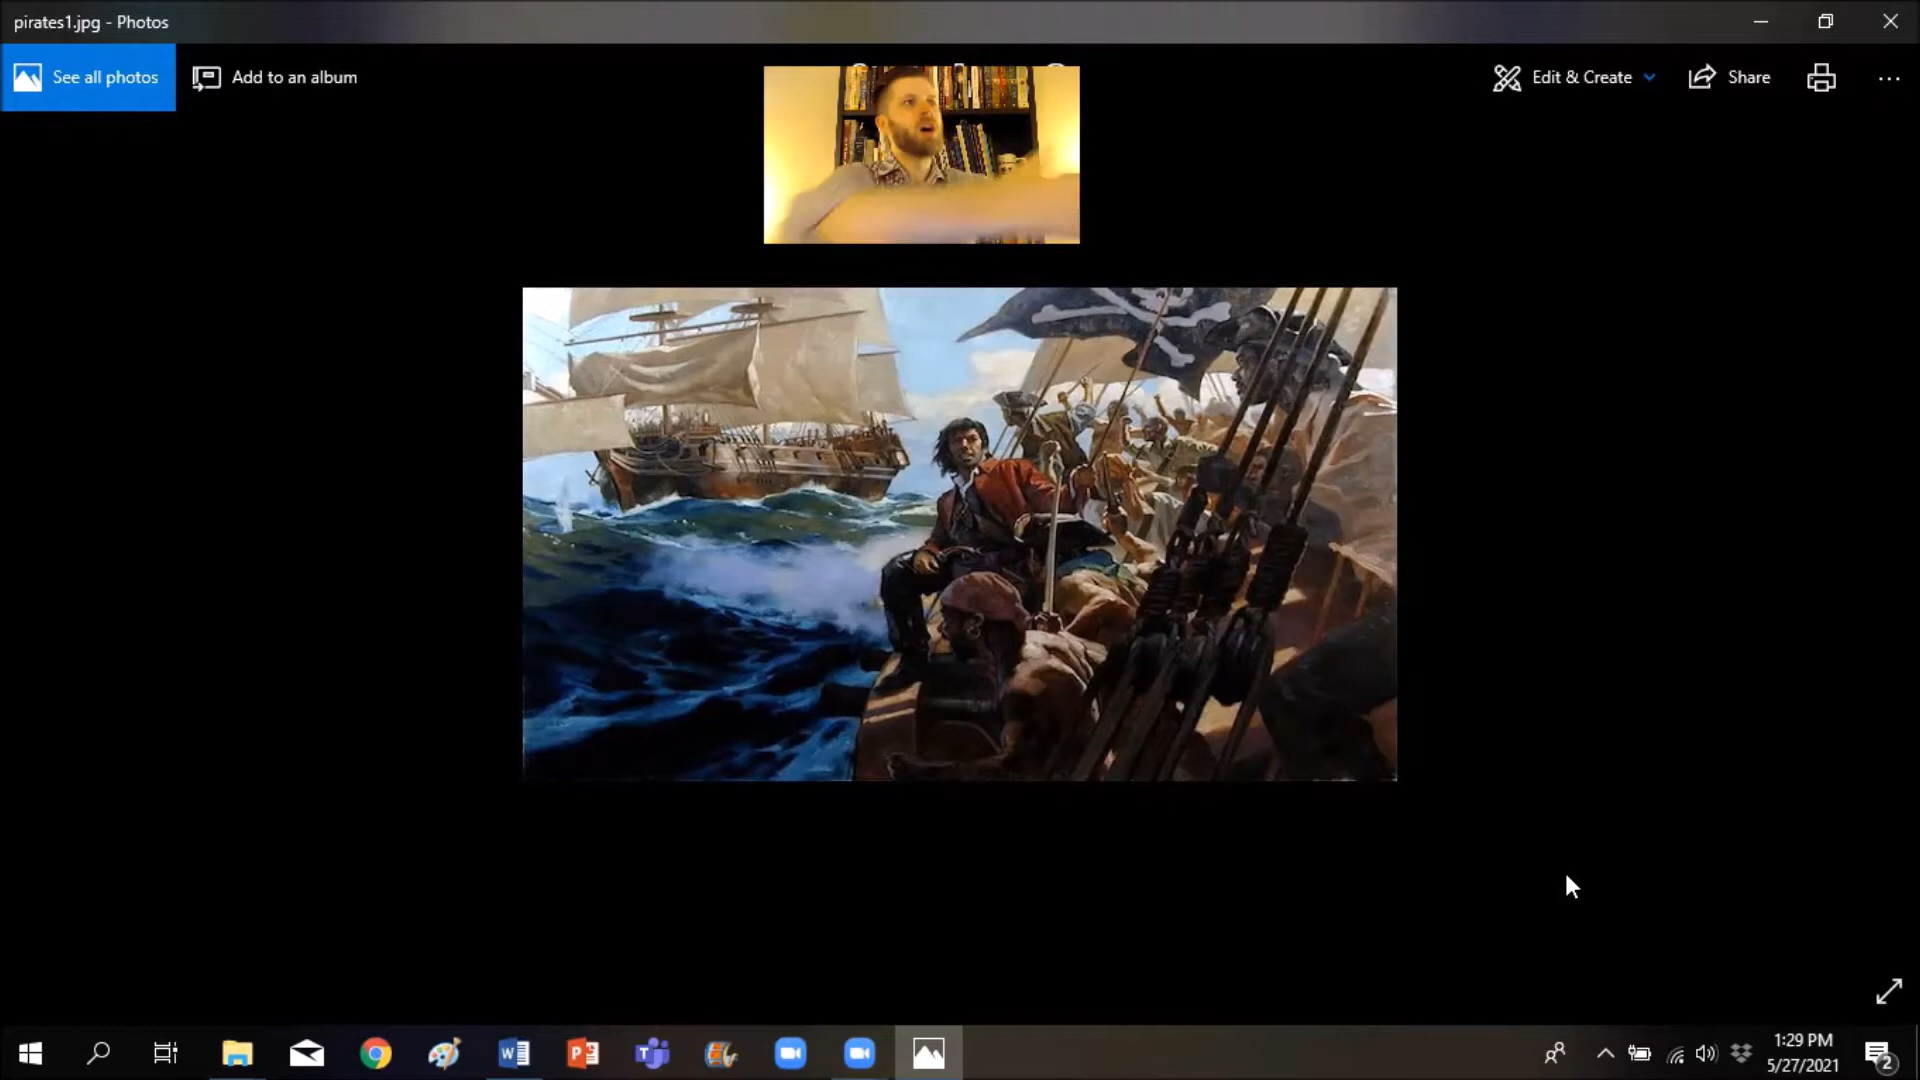 pirates1.jpg - Photos
See all photos
Add to an album
Edit & Create
Share
1:29 PM
5/27/2021
2